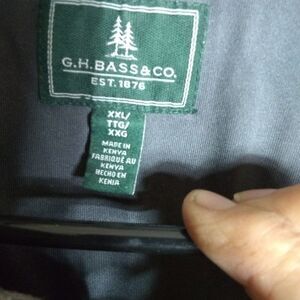 G.H.BASS&CO.
EST. 1876
XXL/
TTG/
XXG
MADE IN
KENYA
FABRIQUÉ AU
KENYA
HECHO EN
KENIA